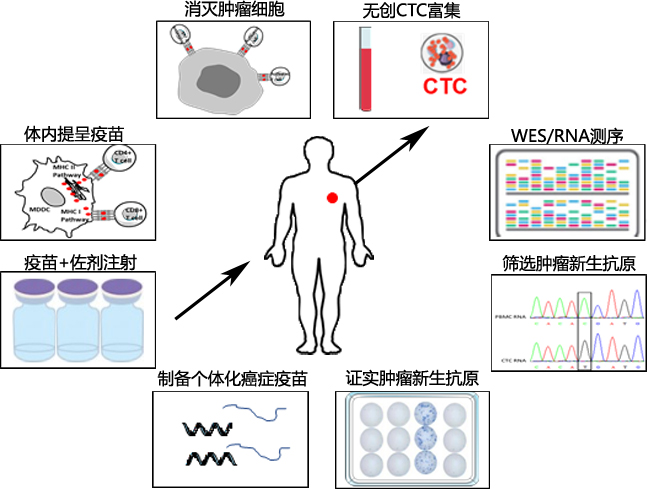 消灭肿瘤细胞
无创CTC富集
CTC
体内提呈疫苗
CD4+
T cell
MHC II
Pathway
MDDC
MHC I
Pathway
CD8+
T cell
WES/RNA测序
疫苗+佐剂注射
筛选肿瘤新生抗原
PBMC RNA
CTC RNA
制备个体化癌症疫苗
证实肿瘤新生抗原